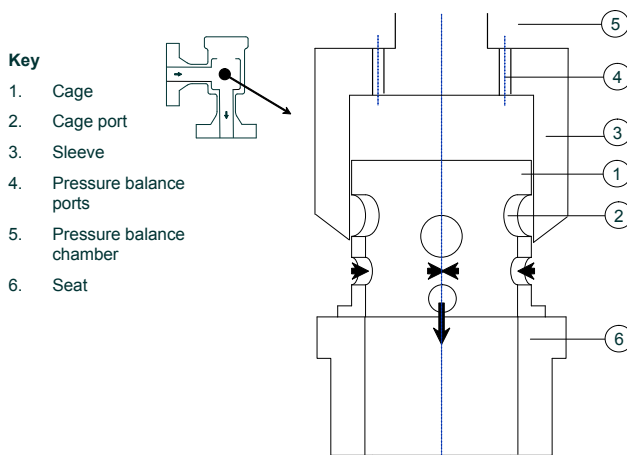 Key
1. Cage
2. Cage port
3. Sleeve
4. Pressure balance
ports
5. Pressure balance
chamber
6. Seat
5
4
3
1
2
6